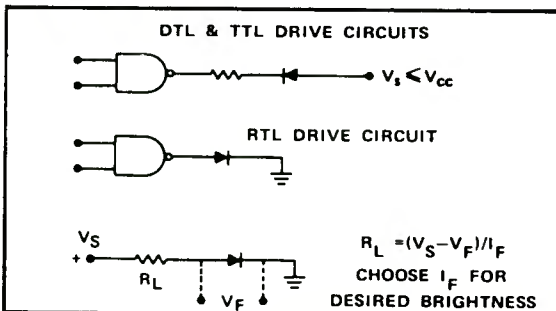 DTL & TTL DRIVE CIRCUITS
Vs ≤ Vcc
RTL DRIVE CIRCUIT
VS
+
RL
VF
RL =(VS–VF)/IF
CHOOSE IF FOR
DESIRED BRIGHTNESS